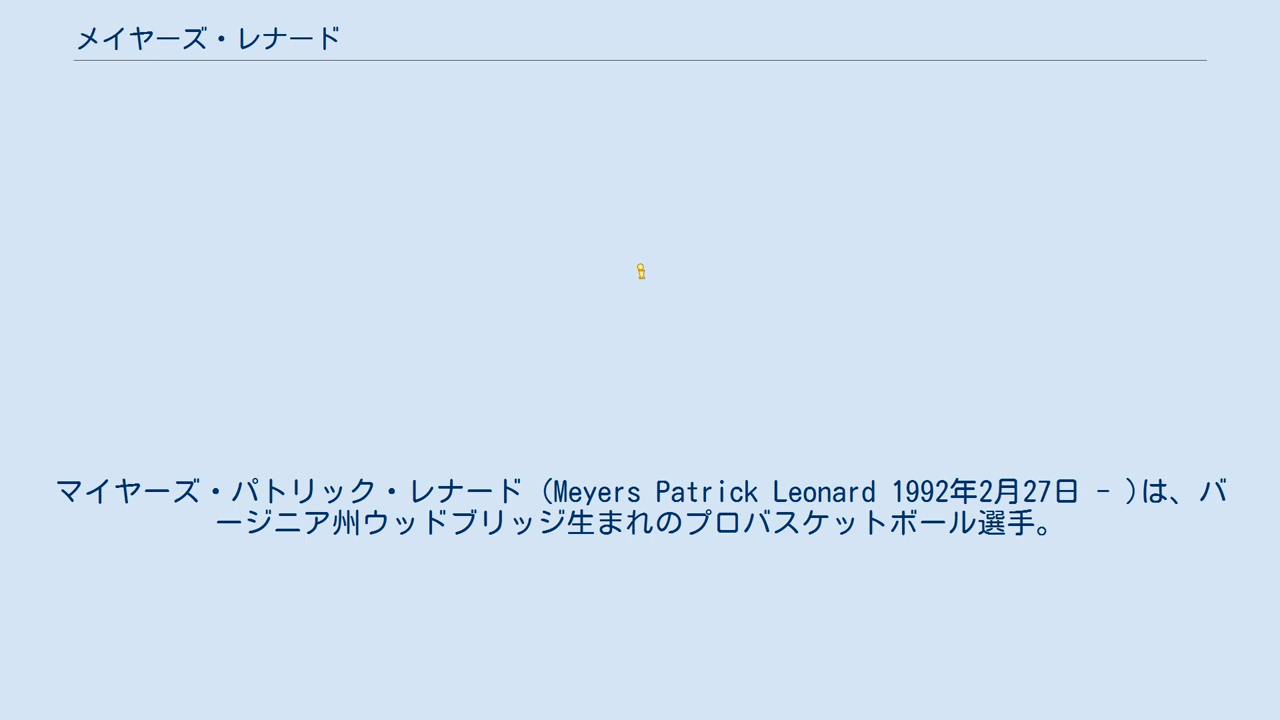 メイヤーズ・レナード
マイヤーズ・パトリック・レナード (Meyers Patrick Leonard 1992年2月27日 - )は、バ
ージニア州ウッドブリッジ生まれのプロバスケットボール選手。